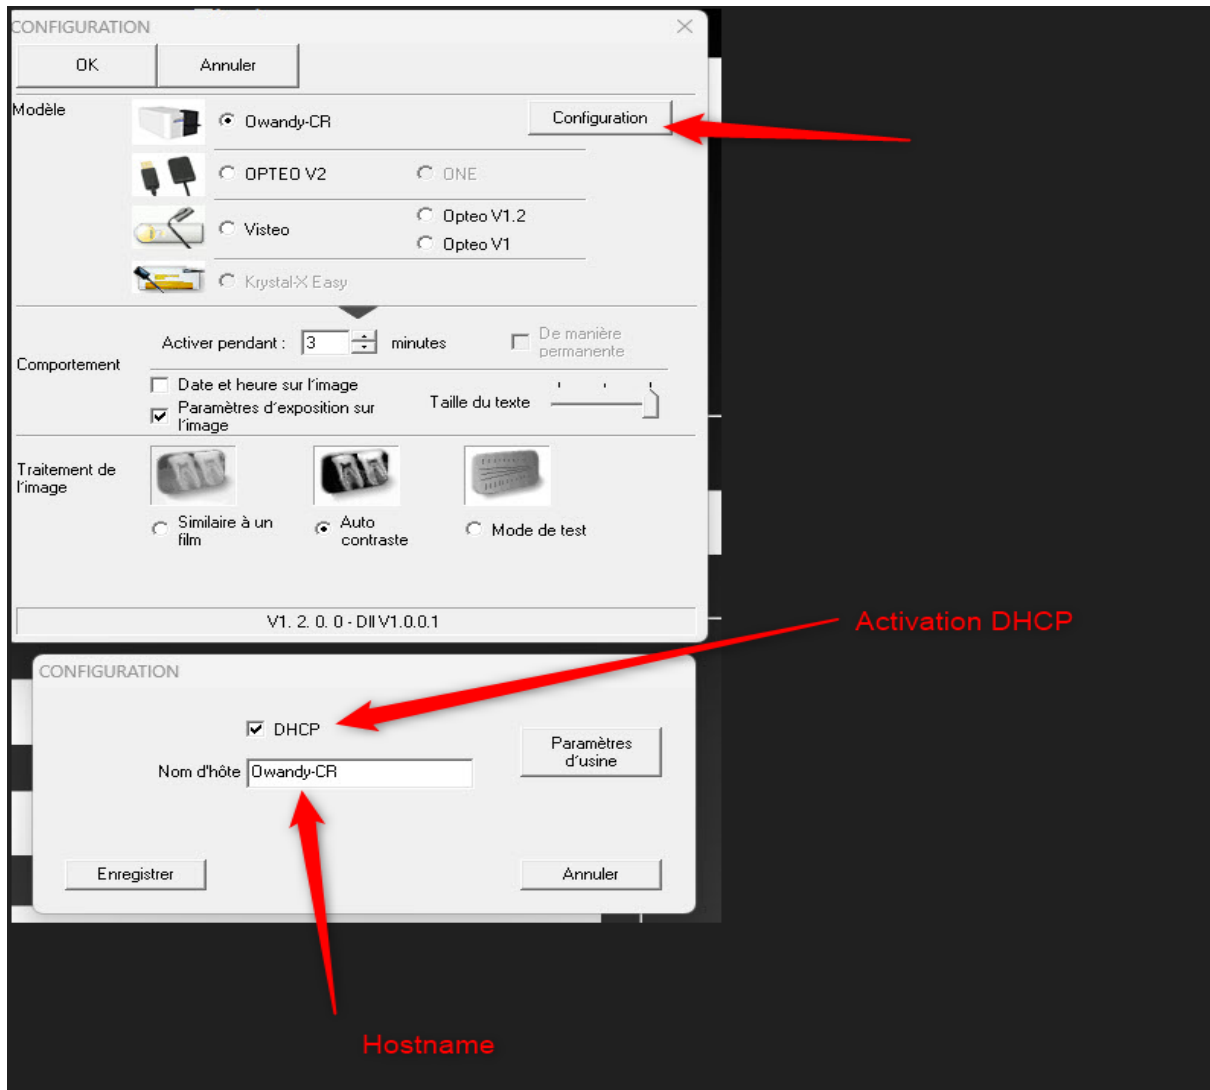 CONFIGURATION
OK
Annuler
Modèle
Owandy-CR
Configuration
OPTEO V2
ONE
Visteo
Opteo V1.2
Opteo V1
Krystal-X Easy
Comportement
Activer pendant : 3 minutes
De manière
permanente
Date et heure sur l'image
Paramètres d'exposition sur
l'image
Taille du texte
Traitement de
l'image
Similaire à un
film
Auto
contraste
Mode de test
V1. 2. 0. 0 - Dll V1.0.0.1
Activation DHCP
CONFIGURATION
DHCP
Paramètres
d'usine
Nom d'hôte Owandy-CR
Enregistrer
Annuler
Hostname